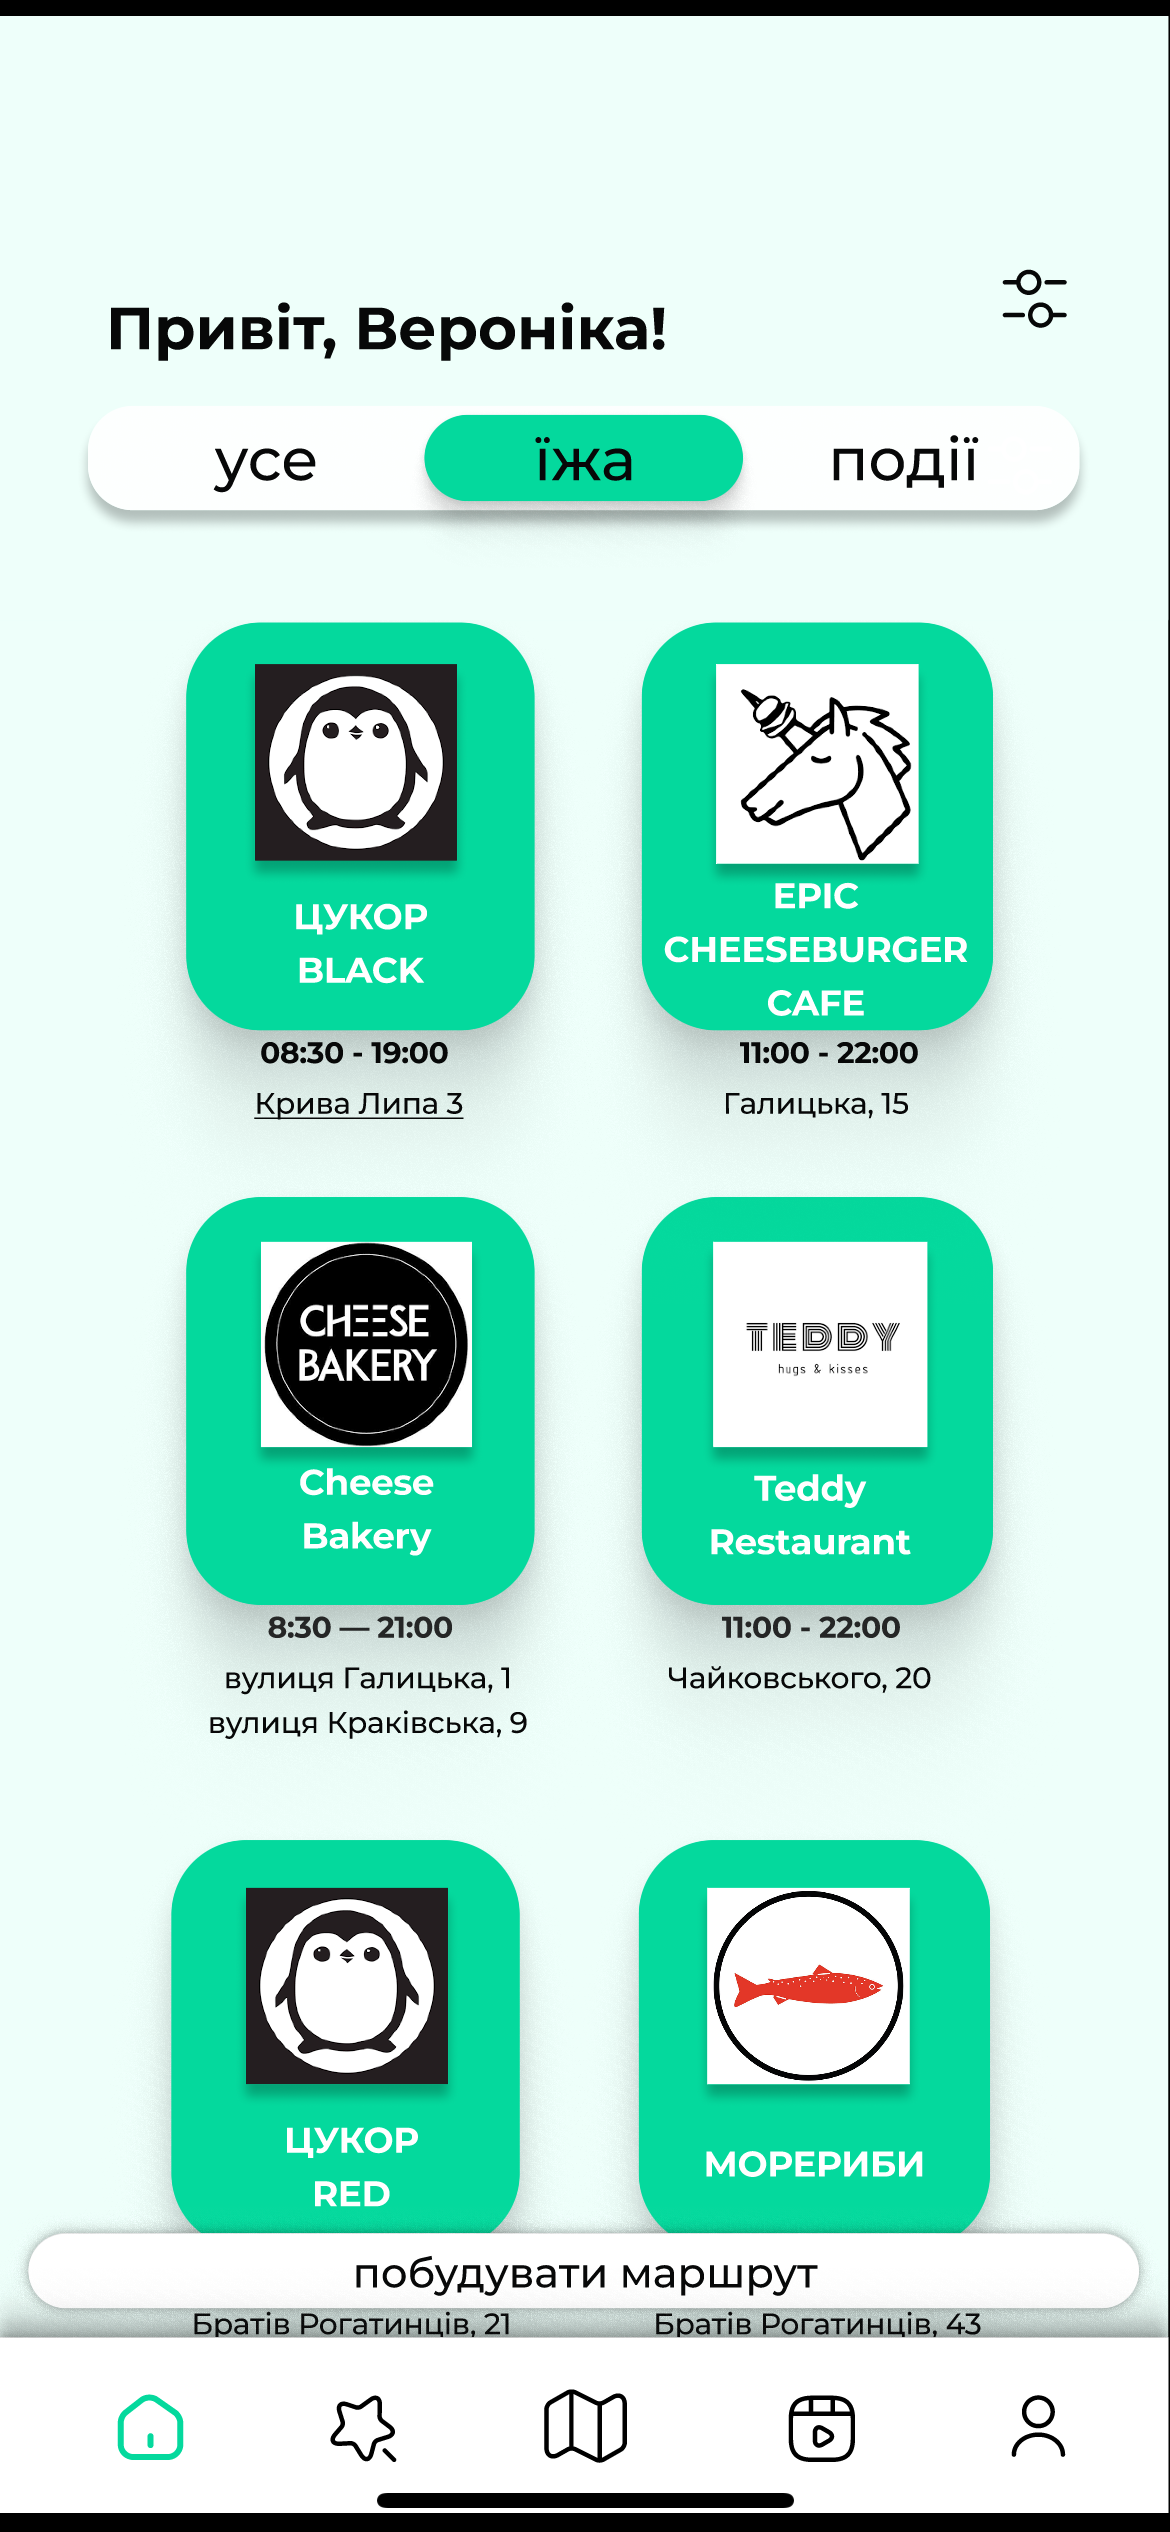 Привіт, Вероніка!
усе
їжа
події
ЦУКОР
BLACK
08:30 - 19:00
Крива Липа 3
EPIC
CHEESEBURGER
CAFE
11:00 - 22:00
Галицька, 15
CHEESE
BAKERY
Cheese
Bakery
8:30 — 21:00
вулиця Галицька, 1
вулиця Краківська, 9
TEDDY
hugs & kisses
Teddy
Restaurant
11:00 - 22:00
Чайковського, 20
ЦУКОР
RED
МОРЕРИБИ
побудувати маршрут
Братів Рогатинців, 21
Братів Рогатинців, 43